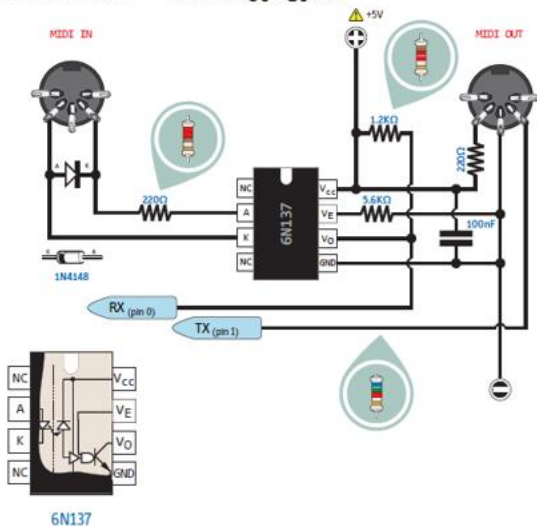 MIDI IN
+5V
MIDI OUT
1.2KΩ
220Ω
220Ω
A
K
NC
A
K
NC
6N137
VCC
VE
VO
GND
5.6KΩ
100nF
K
A
1N4148
RX (pin 0)
TX (pin 1)
NC
A
K
NC
VCC
VE
VO
GND
6N137